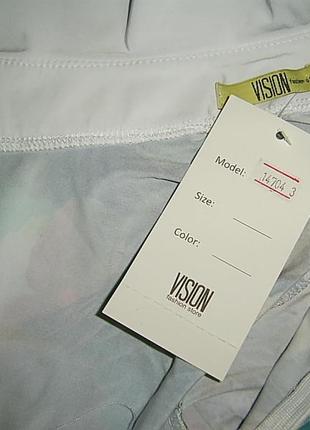 VISION
Model: 14704 3
Size:
Color:
VISION
fashion store